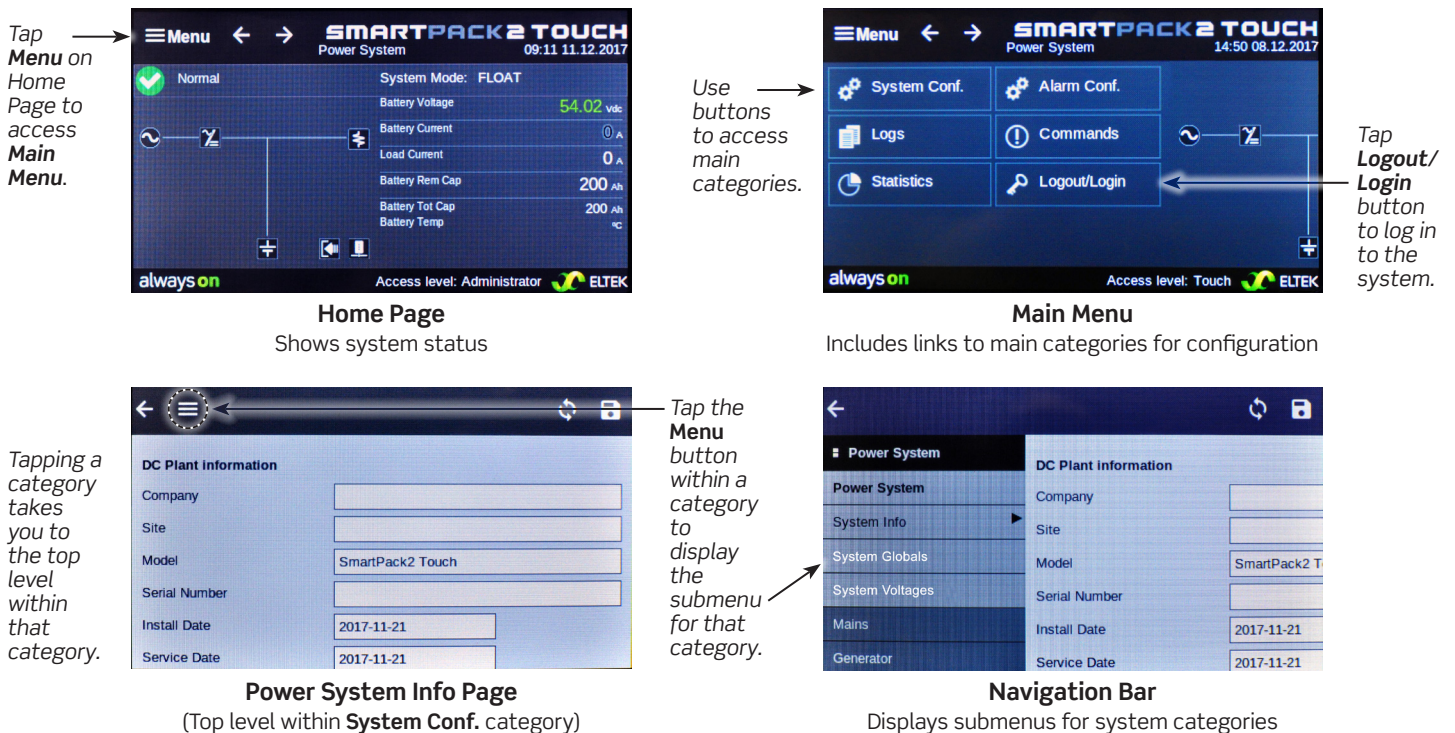 Tap
Menu on
Home
Page to
access
Main
Menu.
Menu
SMARTPACK2 TOUCH
Power System
09:11 11.12.2017
Normal
System Mode: FLOAT
Battery Voltage
54.02 Vdc
Battery Current
0 A
Load Current
0 A
Battery Rem Cap
200 Ah
Battery Tot Cap
200 Ah
Battery Temp
ºC
always on
Access level: Administrator
ELTEK
Home Page
Shows system status
Use
buttons
to access
main
categories.
Menu
SMARTPACK2 TOUCH
Power System
14:50 08.12.2017
System Conf.
Alarm Conf.
Logs
Commands
Statistics
Logout/Login
always on
Access level: Touch
ELTEK
Tap
Logout/
Login
button
to log in
to the
system.
Main Menu
Includes links to main categories for configuration
Tapping a
category
takes
you to
the top
level
within
that
category.
DC Plant information
Company
Site
Model
SmartPack2 Touch
Serial Number
Install Date
2017-11-21
Service Date
2017-11-21
Power System Info Page
(Top level within System Conf. category)
Tap the
Menu
button
within a
category
to
display
the
submenu
for that
category.
Power System
Power System
System Info
System Globals
System Voltages
Mains
Generator
DC Plant information
Company
Site
Model
SmartPack2 T
Serial Number
Install Date
2017-11-21
Service Date
2017-11-21
Navigation Bar
Displays submenus for system categories